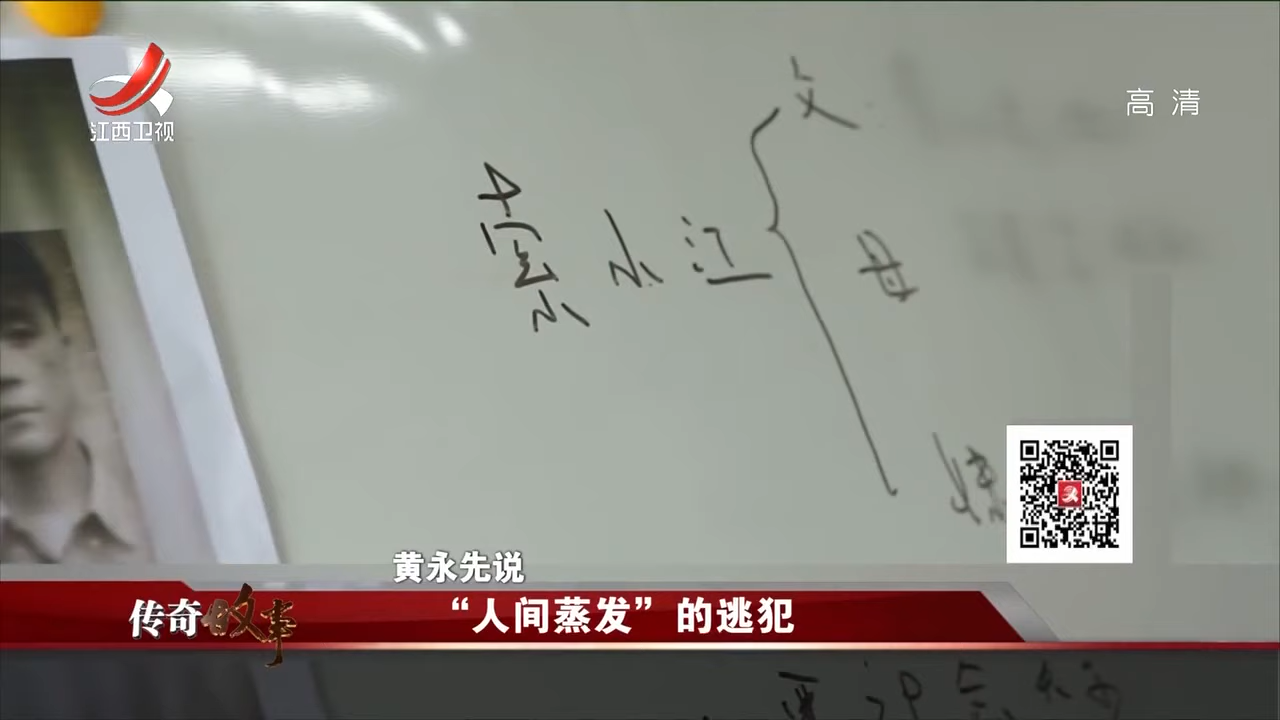 江西卫视
高清
索小江
父
母
黄永先说
传奇故事
“人间蒸发”的逃犯